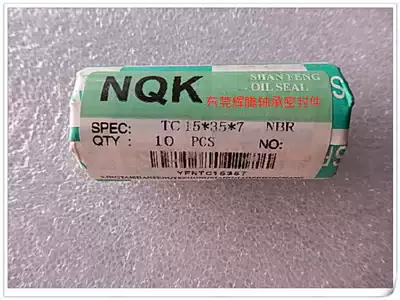 NQK
SHAN FENG
OIL SEAL
东莞辉腾轴承密封件
SPEC: TC 15*35*7 NBR
QTY : 10 PCS NO:
YFNTC15357